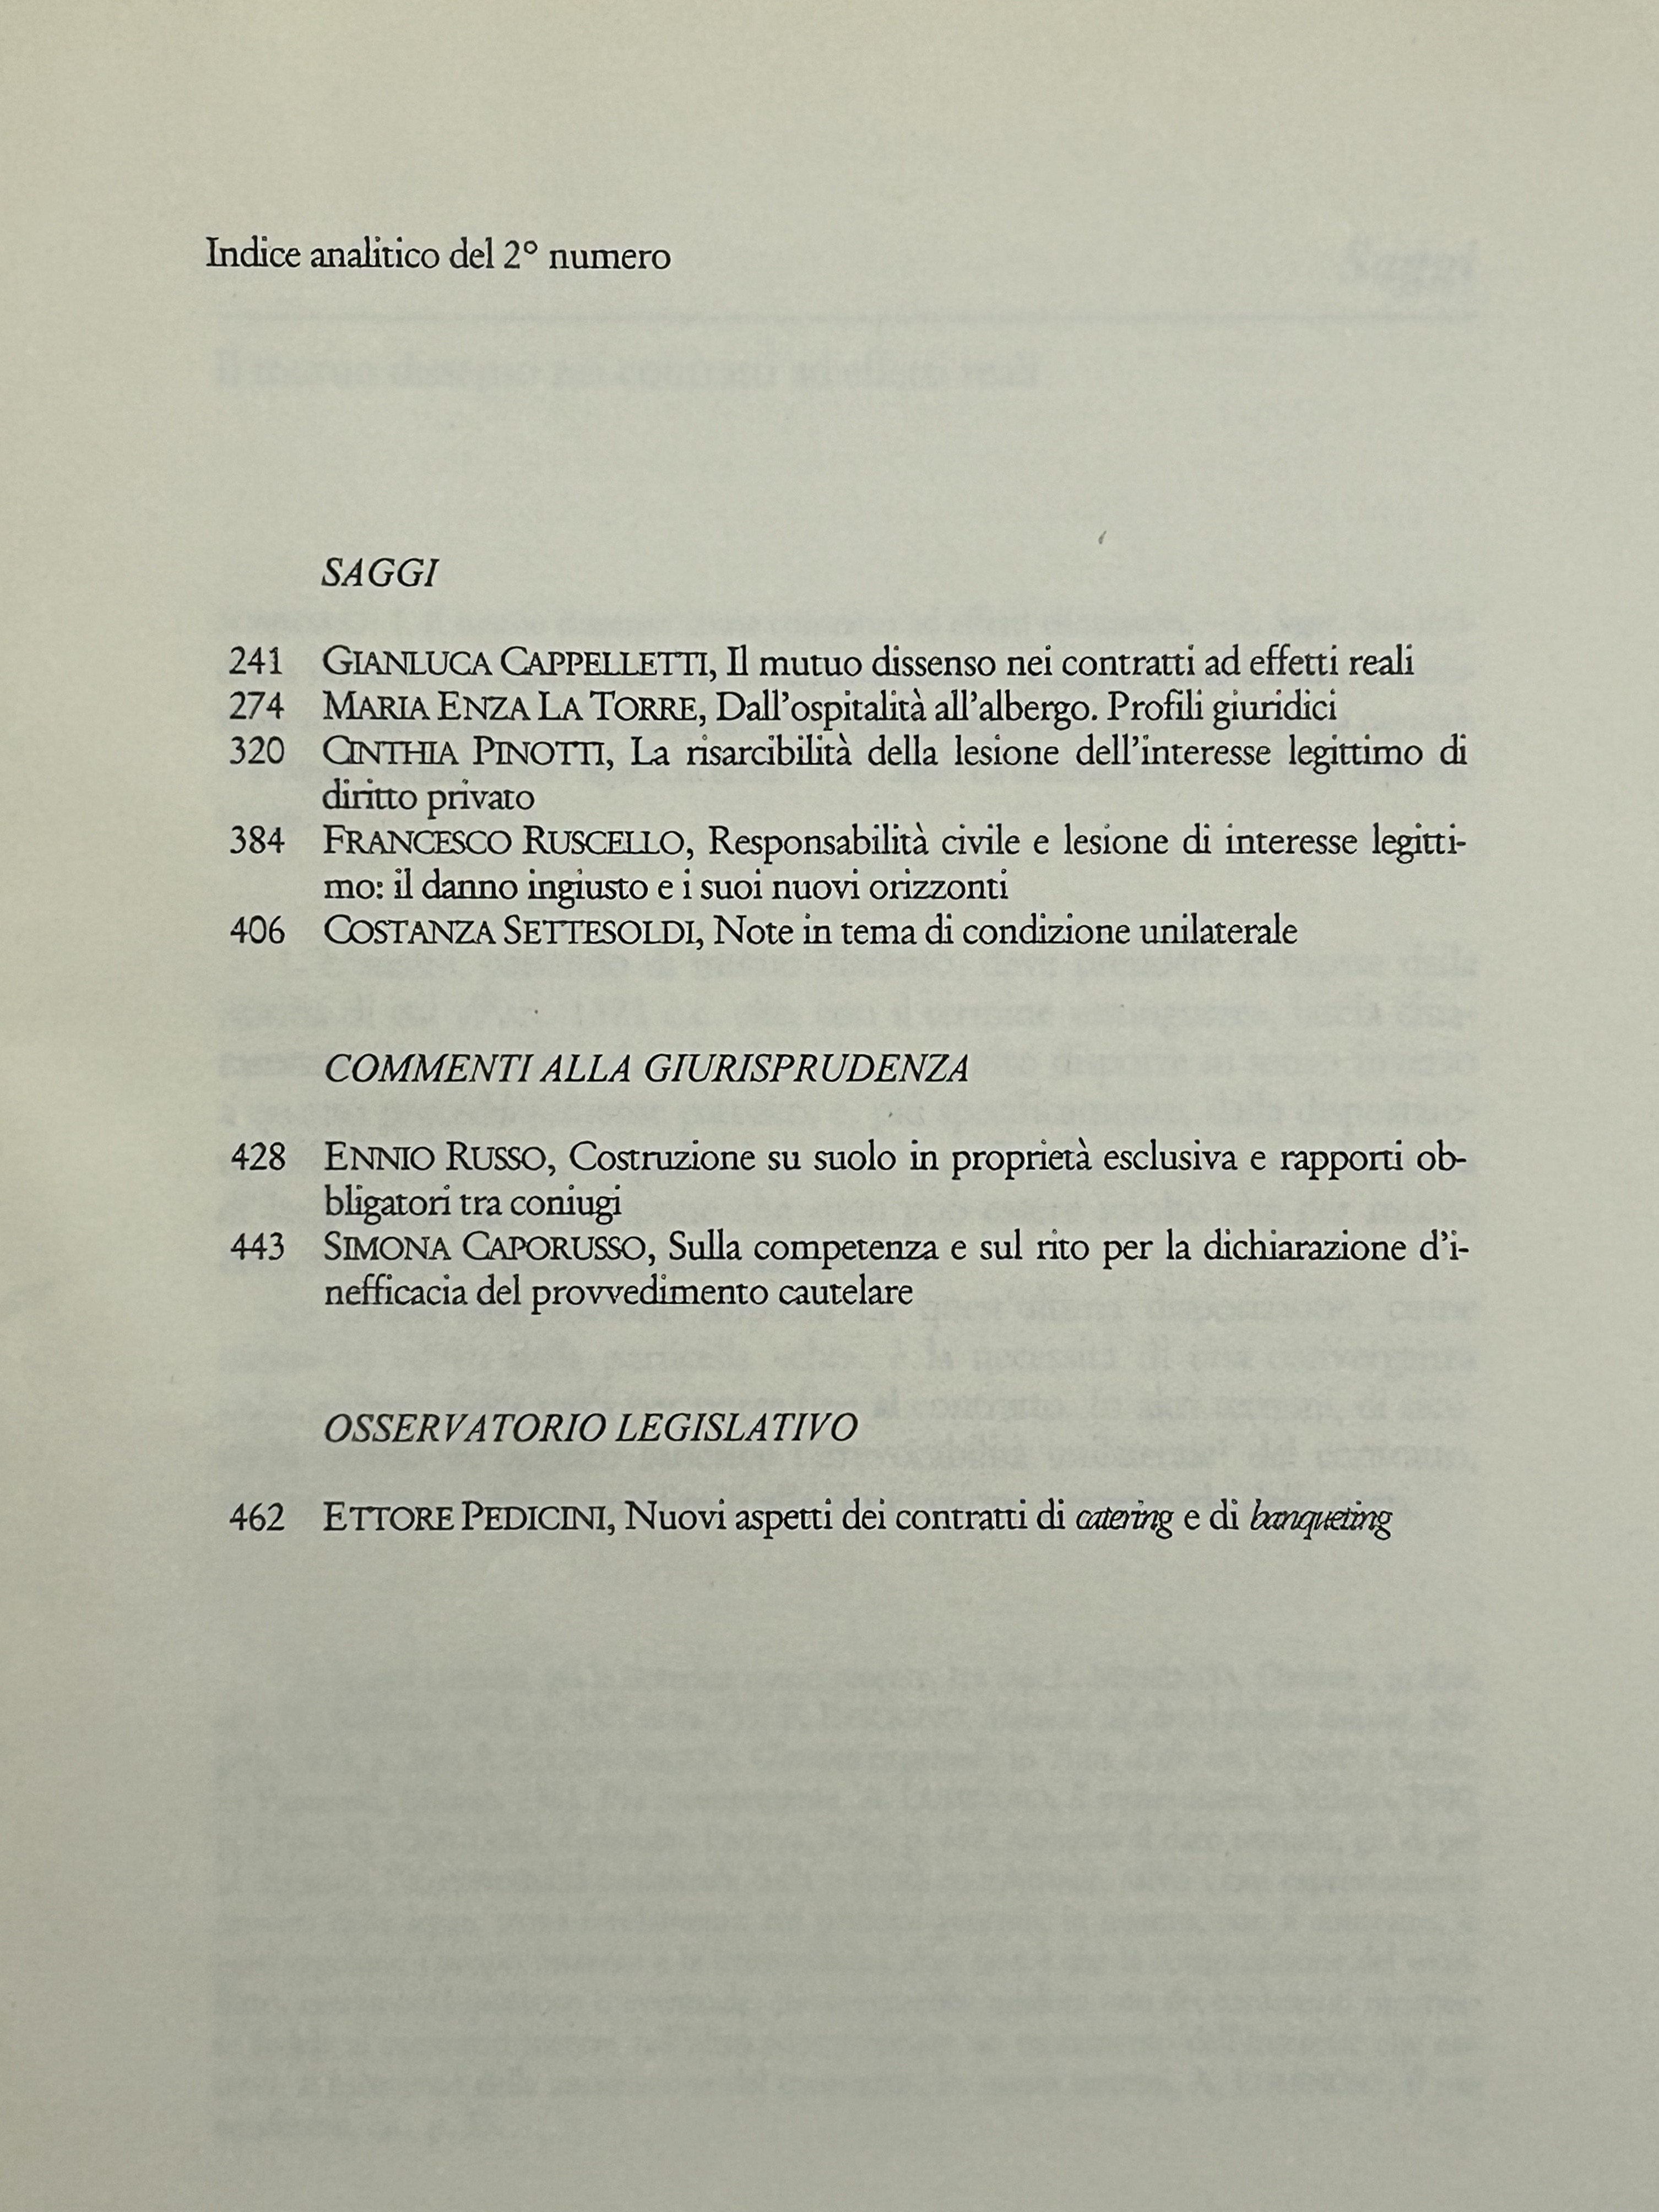 Indice analitico del 2° numero
SAGGI
241 GIANLUCA CAPPELLETTI, Il mutuo dissenso nei contratti ad effetti reali
274 MARIA ENZA LA TORRE, Dall'ospitalità all'albergo. Profili giuridici
320 CINTHIA PINOTTI, La risarcibilità della lesione dell'interesse legittimo di
diritto privato
384 FRANCESCO RUSCELLO, Responsabilità civile e lesione di interesse legitti-
mo: il danno ingiusto e i suoi nuovi orizzonti
406 COSTANZA SETTESOLDI, Note in tema di condizione unilaterale
COMMENTI ALLA GIURISPRUDENZA
428 ENNIO RUSSO, Costruzione su suolo in proprietà esclusiva e rapporti ob-
bligatori tra coniugi
443 SIMONA CAPORUSSO, Sulla competenza e sul rito per la dichiarazione d'i-
nefficacia del provvedimento cautelare
OSSERVATORIO LEGISLATIVO
462 ETTORE PEDICINI, Nuovi aspetti dei contratti di catering e di banqueting